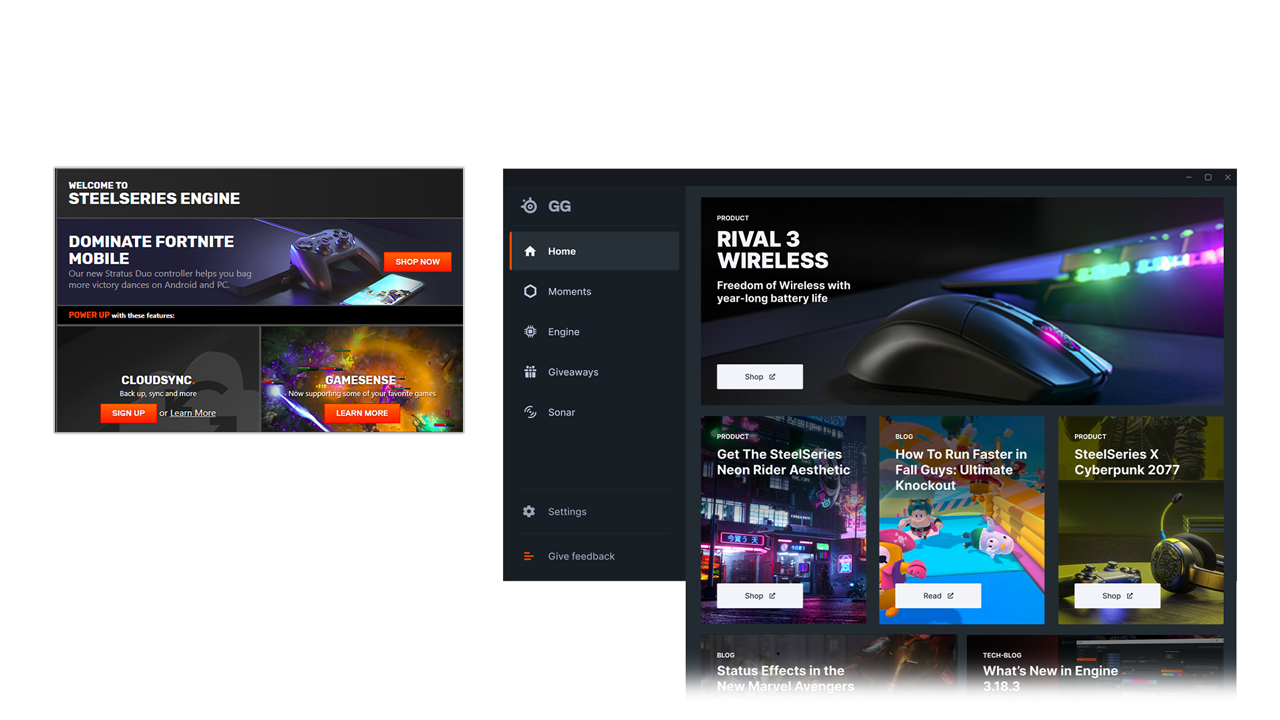 WELCOME TO
STEELSERIES ENGINE
DOMINATE FORTNITE
MOBILE
Our new Stratus Duo controller helps you bag
more victory dances on Android and PC.
SHOP NOW
POWER UP with these features:
CLOUDSYNC.
Back up, sync and more
SIGN UP or Learn More
GAMESENSE
Now supporting some of your favorite games
LEARN MORE
GG
Home
Moments
Engine
Giveaways
Sonar
Settings
Give feedback
PRODUCT
RIVAL 3
WIRELESS
Freedom of Wireless with
year-long battery life
Shop
PRODUCT
Get The SteelSeries
Neon Rider Aesthetic
Shop
BLOG
How To Run Faster in
Fall Guys: Ultimate
Knockout
Read
PRODUCT
SteelSeries X
Cyberpunk 2077
Shop
BLOG
Status Effects in the
New Marvel Avengers
TECH-BLOG
What's New in Engine
3.18.3